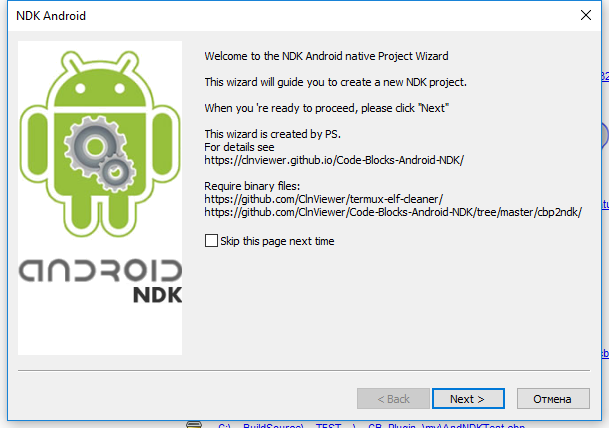 NDK Android
Welcome to the NDK Android native Project Wizard
This wizard will guide you to create a new NDK project.
When you 're ready to proceed, please click "Next"
This wizard is created by PS.
For details see
https://clnviewer.github.io/Code-Blocks-Android-NDK/
Require binary files:
https://github.com/ClnViewer/termux-elf-cleaner/
https://github.com/ClnViewer/Code-Blocks-Android-NDK/tree/master/cbp2ndk/
Skip this page next time
ANDROID
NDK
< Back
Next >
Отмена